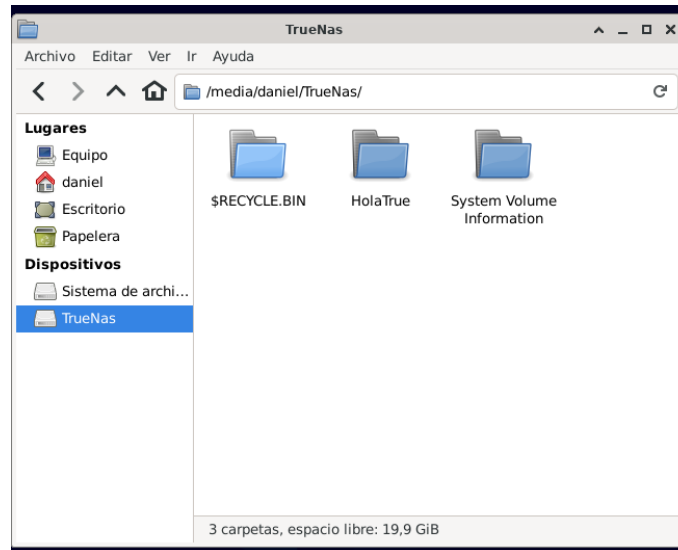 TrueNas
Archivo Editar Ver Ir Ayuda
/media/daniel/TrueNas/
Lugares
Equipo
daniel
Escritorio
Papelera
Dispositivos
Sistema de archi...
TrueNas
$RECYCLE.BIN
HolaTrue
System Volume
Information
3 carpetas, espacio libre: 19,9 GiB